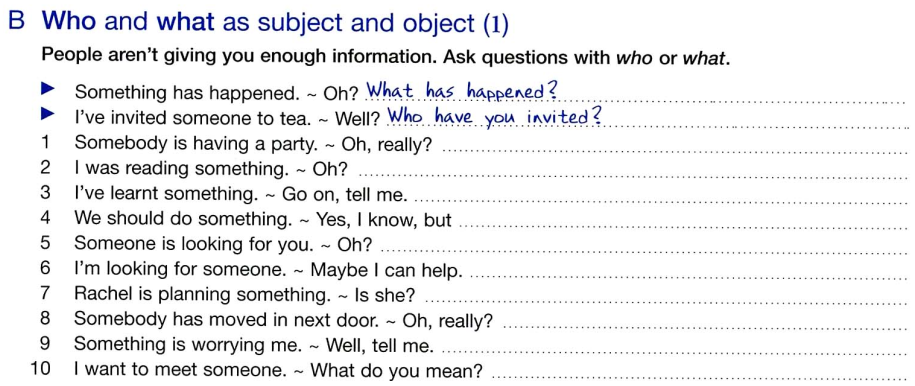 B Who and what as subject and object (1)
People aren't giving you enough information. Ask questions with who or what.
▶ Something has happened. ~ Oh? What has happened?
▶ I've invited someone to tea. ~ Well? Who have you invited?
1 Somebody is having a party. ~ Oh, really? ....................
2 I was reading something. ~ Oh? ....................
3 I've learnt something. ~ Go on, tell me. ....................
4 We should do something. ~ Yes, I know, but ....................
5 Someone is looking for you. ~ Oh? ....................
6 I'm looking for someone. ~ Maybe I can help. ....................
7 Rachel is planning something. ~ Is she? ....................
8 Somebody has moved in next door. ~ Oh, really? ....................
9 Something is worrying me. ~ Well, tell me. ....................
10 I want to meet someone. ~ What do you mean? ....................